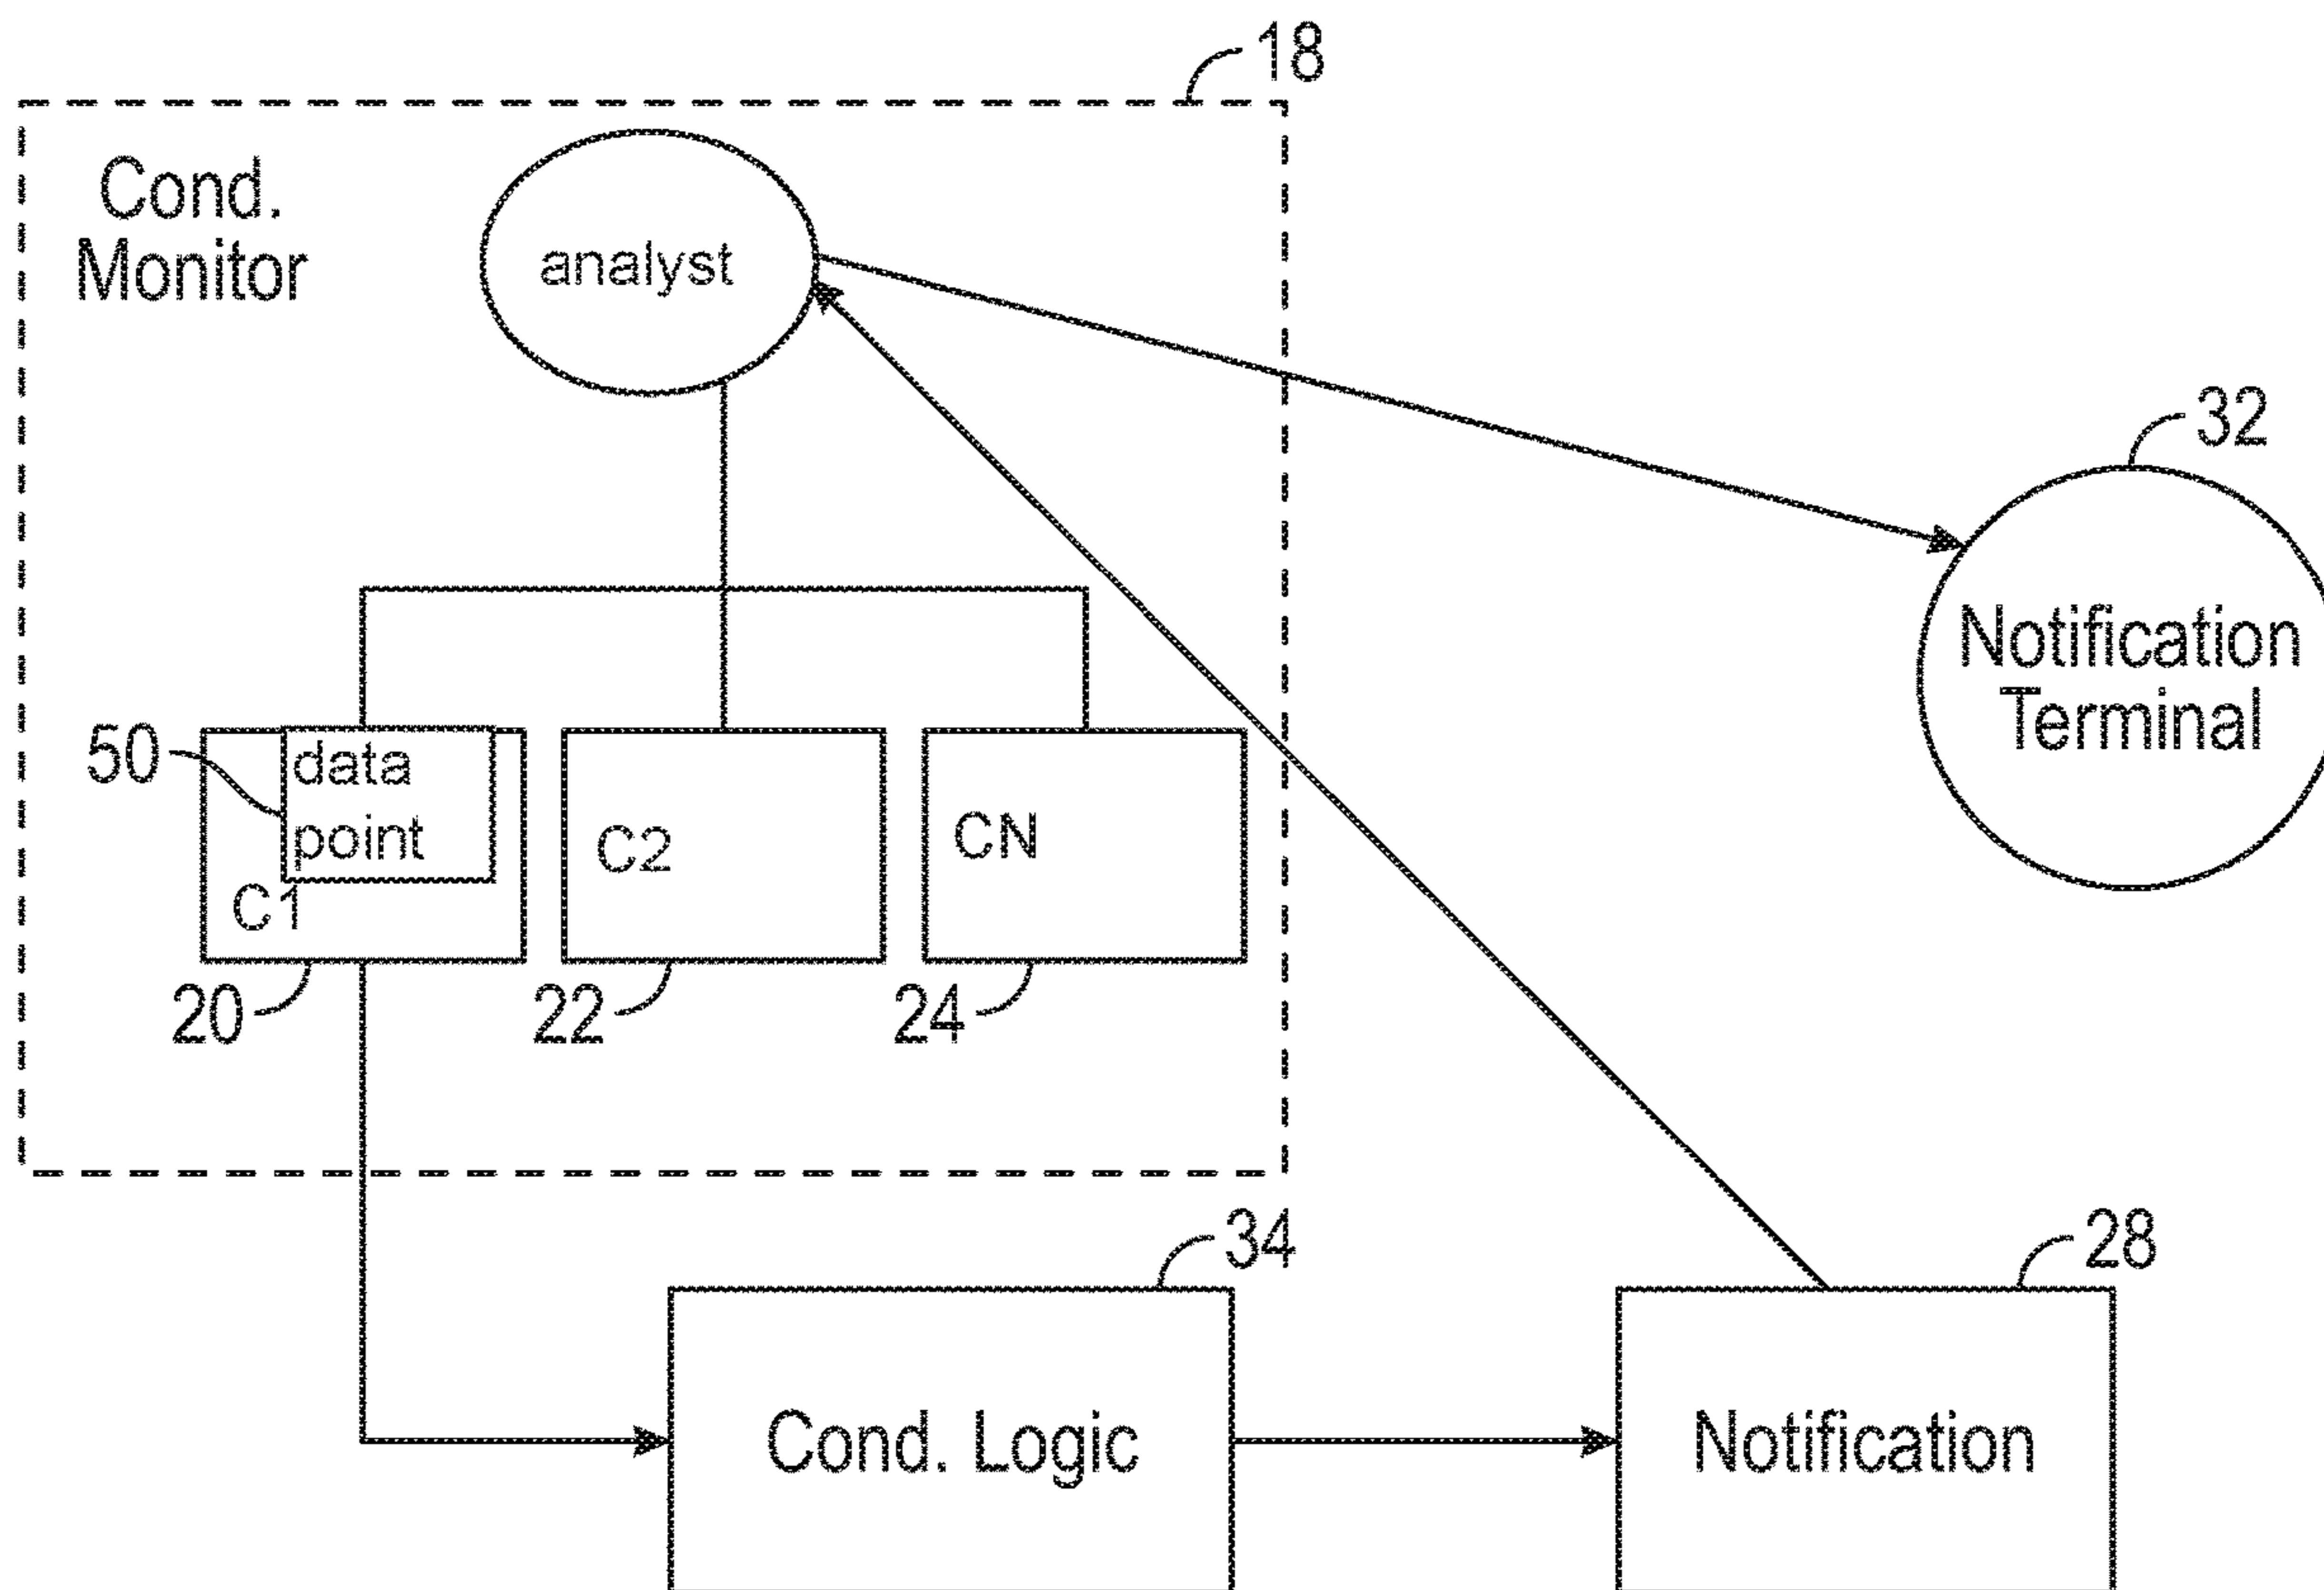 18
Cond.
Monitor
analyst
32
Notification
Terminal
50
data
point
C1
C2
CN
20
22
24
34
28
Cond. Logic
Notification